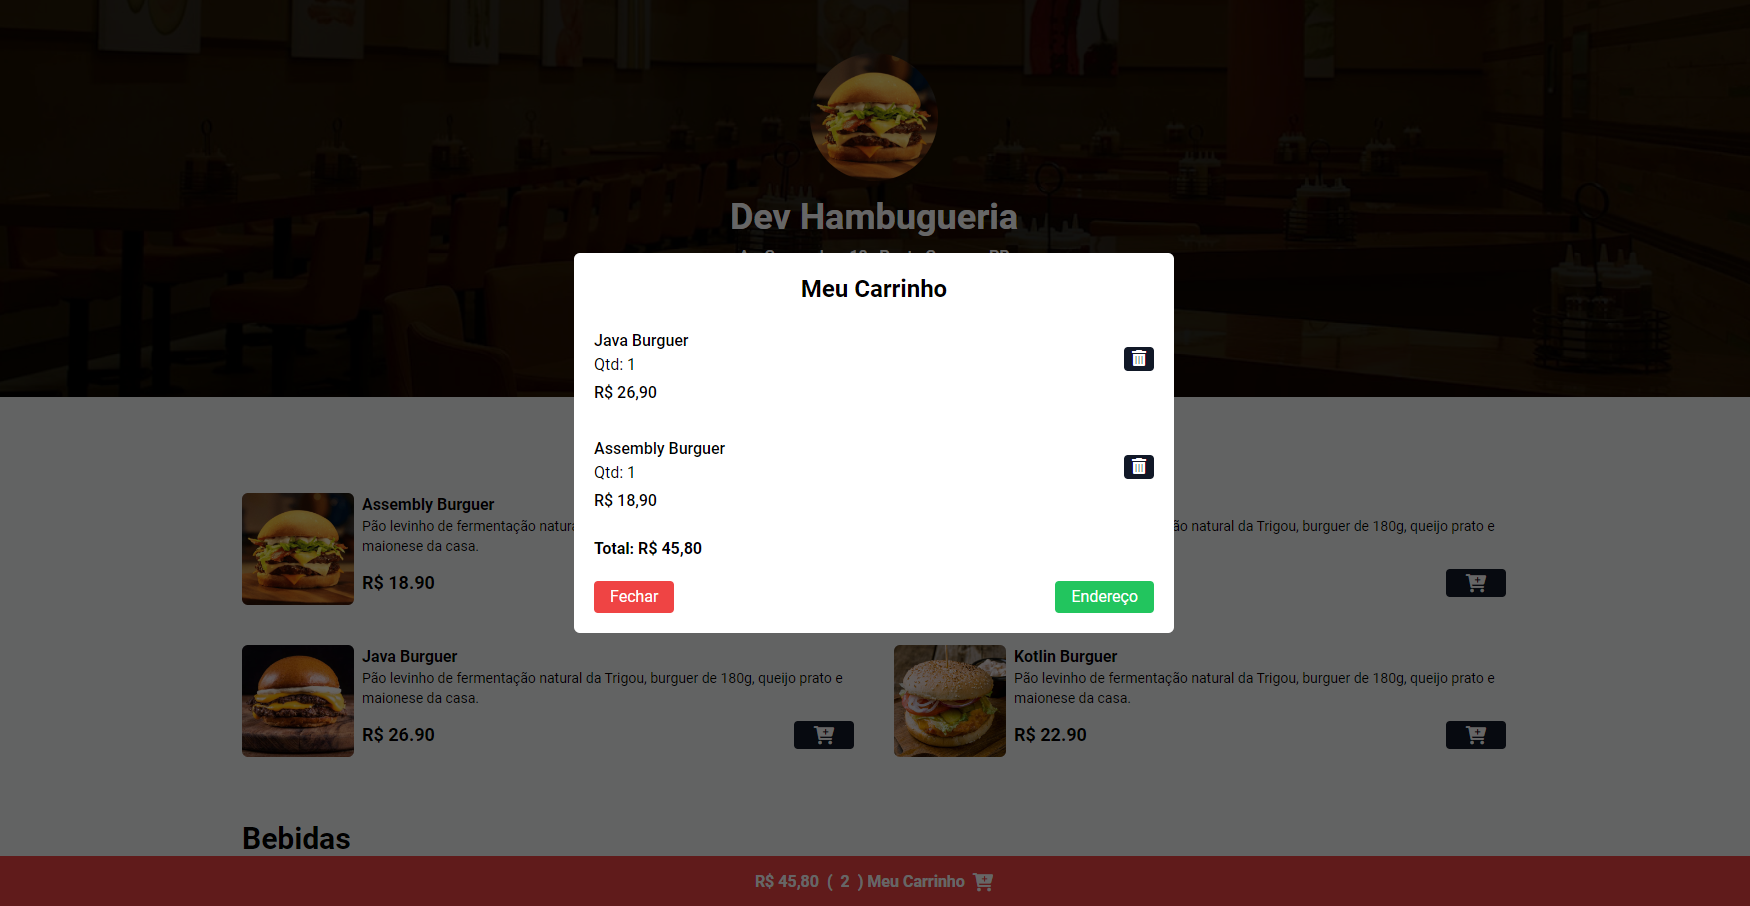 Dev Hambugueria
Meu Carrinho
Java Burguer
Qtd: 1
R$ 26,90
Assembly Burguer
Qtd: 1
R$ 18,90
Total: R$ 45,80
Fechar
Endereço
Assembly Burguer
Pão levinho de fermentação
maionese da casa.
R$ 18.90
natural da Trigou, burguer de 180g, queijo prato e
Java Burguer
Pão levinho de fermentação natural da Trigou, burguer de 180g, queijo prato e
maionese da casa.
R$ 26.90
Kotlin Burguer
Pão levinho de fermentação natural da Trigou, burguer de 180g, queijo prato e
maionese da casa.
R$ 22.90
Bebidas
R$ 45,80 ( 2 ) Meu Carrinho